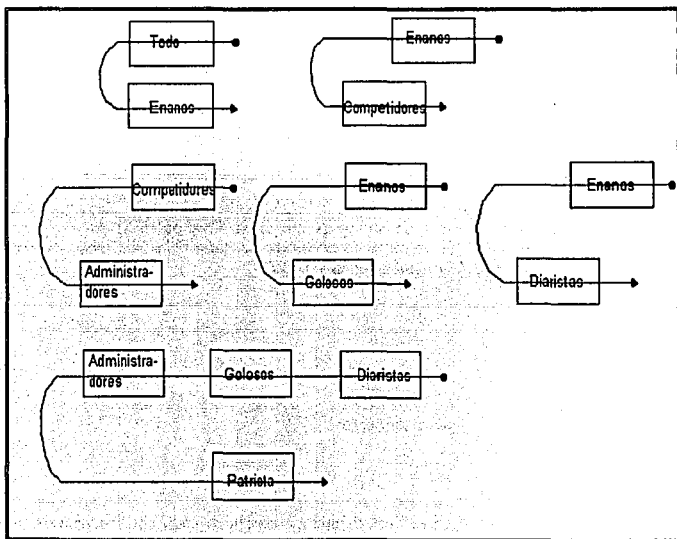 Todo
Enanos
Enanos
Competidores
Competidores
Enanos
Enanos
Administra-
dores
Golosos
Diaristas
Administra-
dores
Golosos
Diaristas
Patriota